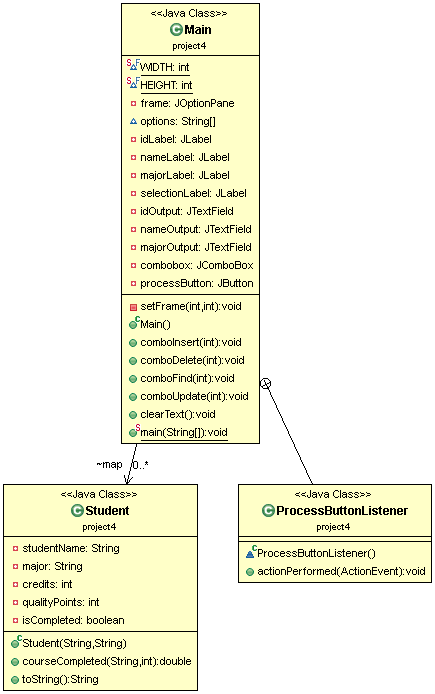 <<Java Class>>
Main
project4
WIDTH: int
HEIGHT: int
frame: JOptionPane
options: String[]
idLabel: JLabel
nameLabel: JLabel
majorLabel: JLabel
selectionLabel: JLabel
idOutput: JTextField
nameOutput: JTextField
majorOutput: JTextField
combobox: JComboBox
processButton: JButton
setFrame(int,int):void
Main()
comboInsert(int):void
comboDelete(int):void
comboFind(int):void
comboUpdate(int):void
clearText():void
main(String[]):void
~map 0..*
<<Java Class>>
Student
project4
studentName: String
major: String
credits: int
qualityPoints: int
isCompleted: boolean
Student(String,String)
courseCompleted(String,int):double
toString():String
<<Java Class>>
ProcessButtonListener
project4
ProcessButtonListener()
actionPerformed(ActionEvent):void